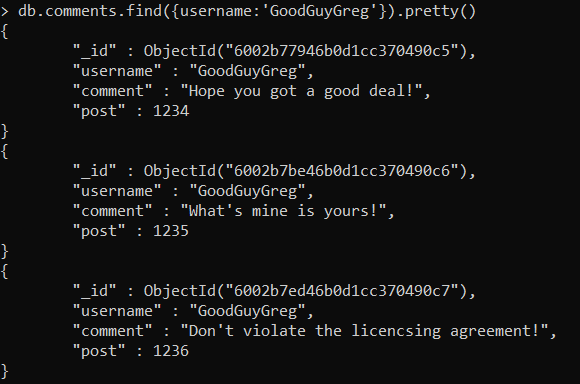 > db.comments.find({username:'GoodGuyGreg'}).pretty()
{
"_id" : ObjectId("6002b77946b0d1cc370490c5"),
"username" : "GoodGuyGreg",
"comment" : "Hope you got a good deal!",
"post" : 1234
}
{
"_id" : ObjectId("6002b7be46b0d1cc370490c6"),
"username" : "GoodGuyGreg",
"comment" : "What's mine is yours!",
"post" : 1235
}
{
"_id" : ObjectId("6002b7ed46b0d1cc370490c7"),
"username" : "GoodGuyGreg",
"comment" : "Don't violate the licencsing agreement!",
"post" : 1236
}